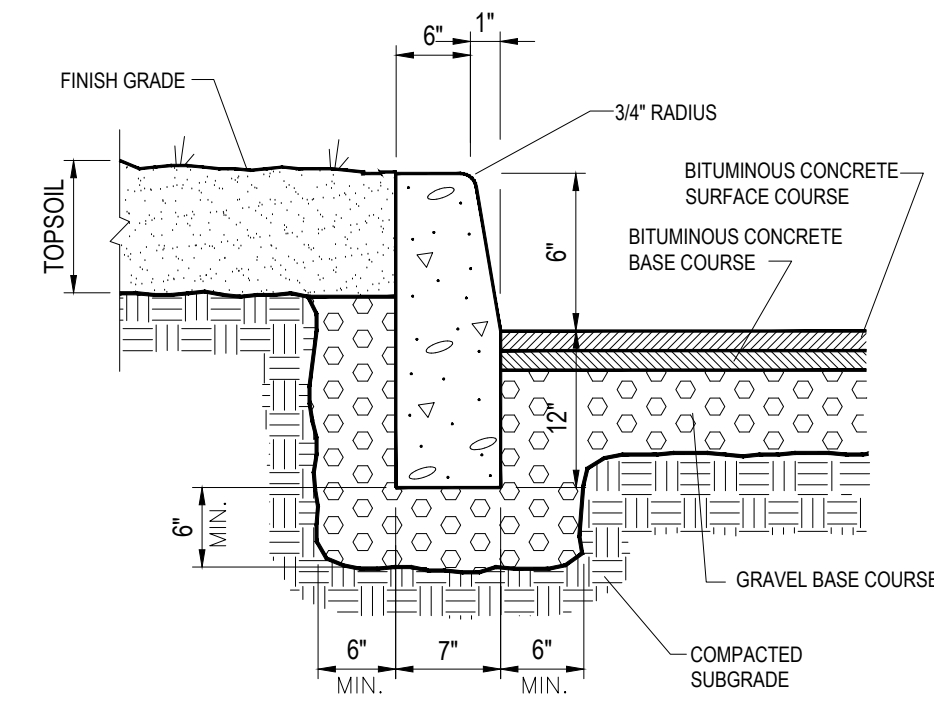 6"
1"
FINISH GRADE
3/4" RADIUS
BITUMINOUS CONCRETE
SURFACE COURSE
TOPSOIL
6"
BITUMINOUS CONCRETE
BASE COURSE
12"
6"
MIN.
GRAVEL BASE COURSE
6"
MIN.
7"
6"
MIN.
COMPACTED
SUBGRADE